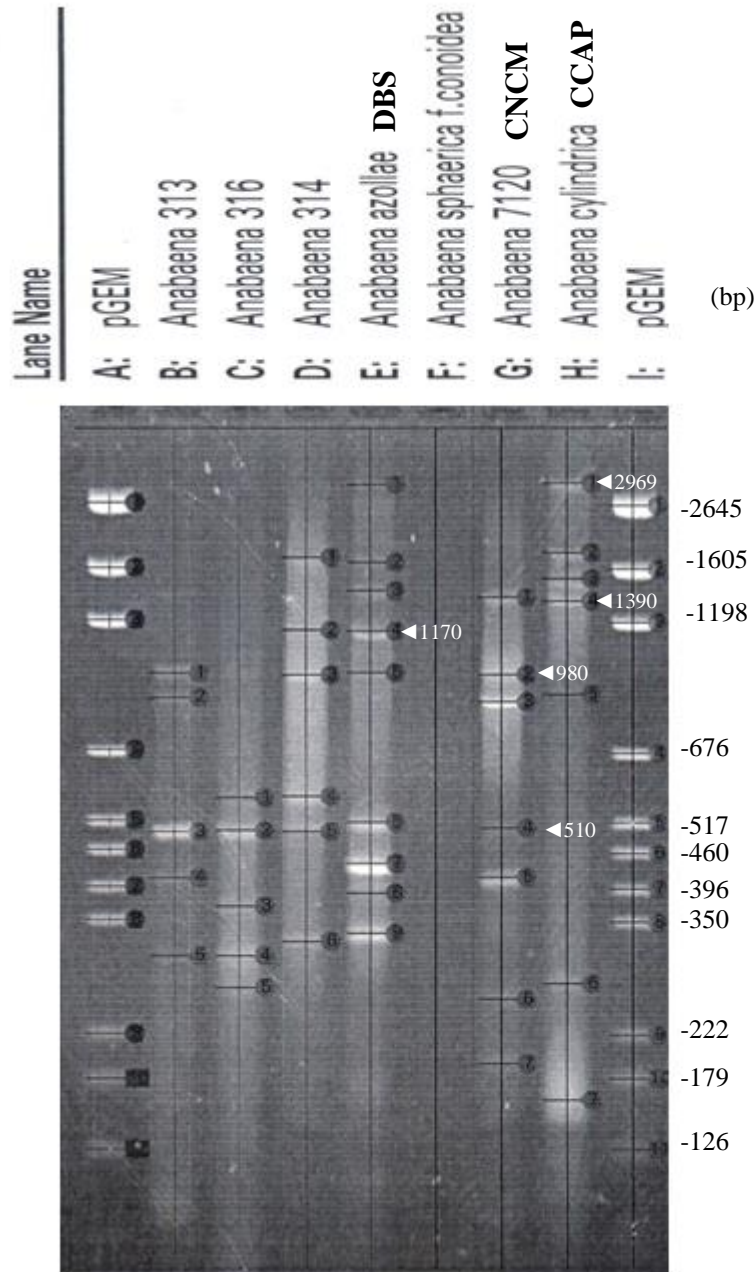 Lane Name
A: pGEM
B: Anabaena 313
C: Anabaena 316
D: Anabaena 314
E: Anabaena azollae DBS
F: Anabaena sphaerica f.conoidea
G: Anabaena 7120 CNCM
H: Anabaena cylindrica CCAP
I: pGEM
(bp)
2969
-2645
-1605
1390
-1198
1170
980
-676
-517
510
-460
-396
-350
-222
-179
-126